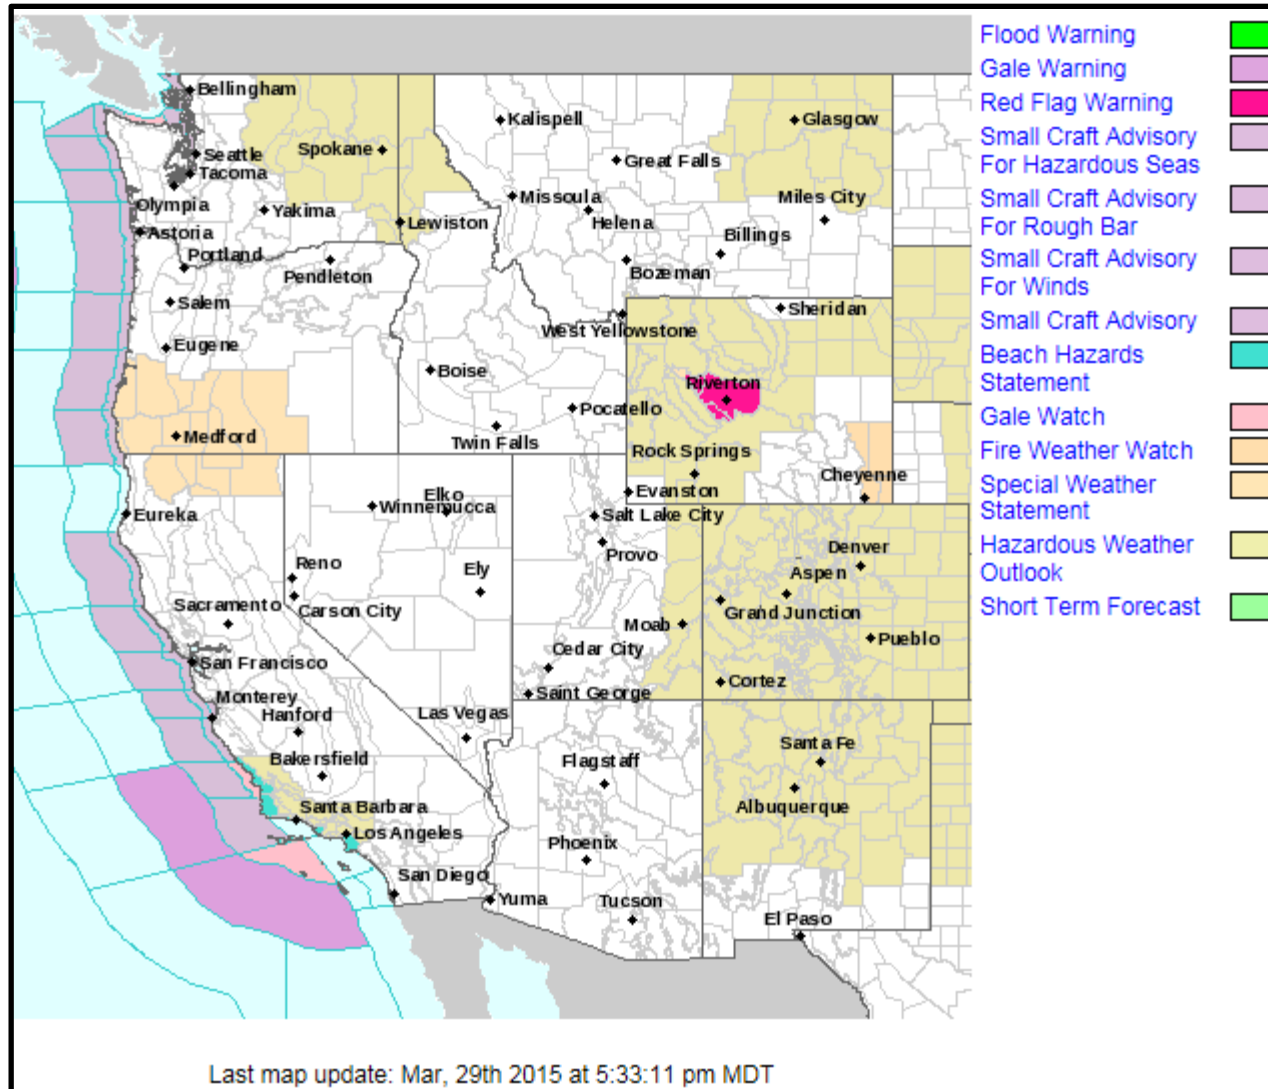 Bellingham
Kalispell
Glasgow
Spokane
Seattle
Great Falls
Tacoma
Missoula
Miles City
Olympia
Yakima
Lewiston
Helena
Astoria
Billings
Portland
Pendleton
Bozeman
Salem
Sheridan
West Yellowstone
Eugene
Boise
Riverton
Pocatello
Medford
Twin Falls
Rock Springs
Cheyenne
Evanston
Elko
Winnemucca
Eureka
Salt Lake City
Denver
Provo
Reno
Ely
Aspen
Sacramento
Carson City
Grand Junction
Moab
Pueblo
Cedar City
San Francisco
Cortez
Saint George
Monterey
Hanford
Las Vegas
Santa Fe
Bakersfield
Flagstaff
Santa Barbara
Albuquerque
Los Angeles
Phoenix
San Diego
Yuma
Tucson
El Paso
Flood Warning
Gale Warning
Red Flag Warning
Small Craft Advisory
For Hazardous Seas
Small Craft Advisory
For Rough Bar
Small Craft Advisory
For Winds
Small Craft Advisory
Beach Hazards
Statement
Gale Watch
Fire Weather Watch
Special Weather
Statement
Hazardous Weather
Outlook
Short Term Forecast
Last map update: Mar, 29th 2015 at 5:33:11 pm MDT